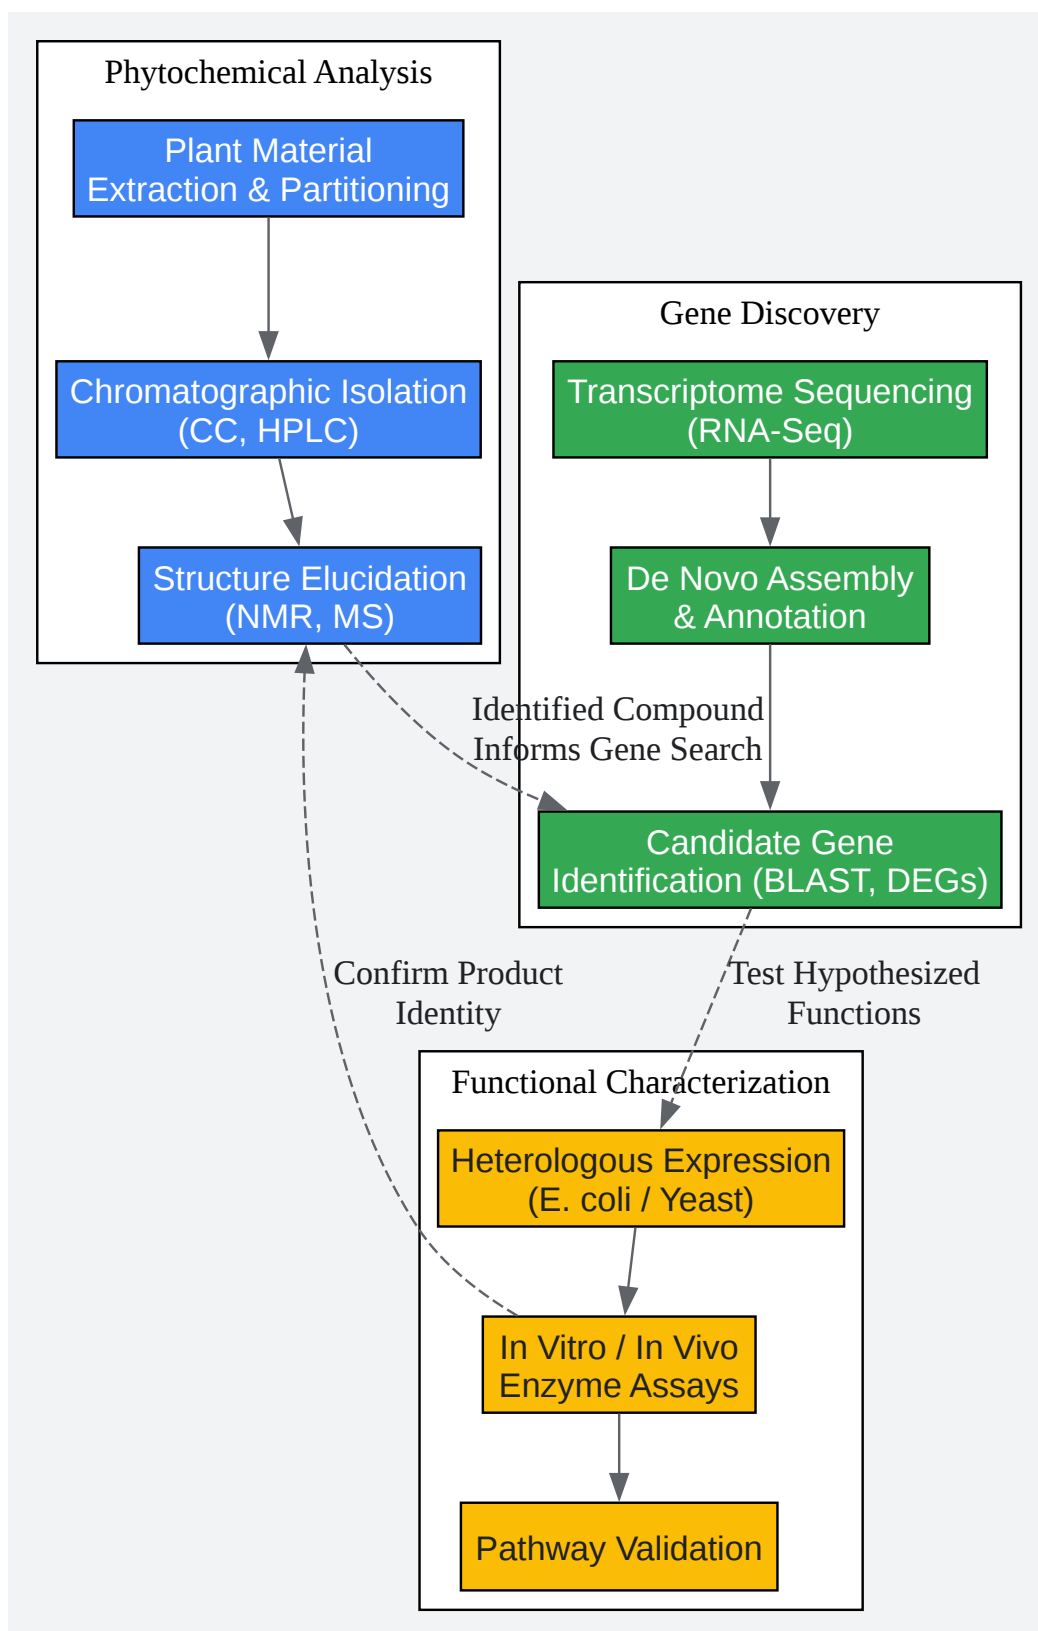 Phytochemical Analysis
Plant Material
Extraction & Partitioning
Chromatographic Isolation
(CC, HPLC)
Structure Elucidation
(NMR, MS)
Gene Discovery
Transcriptome Sequencing
(RNA-Seq)
De Novo Assembly
& Annotation
Identified Compound
Informs Gene Search
Candidate Gene
Identification (BLAST, DEGs)
Confirm Product
Identity
Test Hypothesized
Functions
Functional Characterization
Heterologous Expression
(E. coli / Yeast)
In Vitro / In Vivo
Enzyme Assays
Pathway Validation